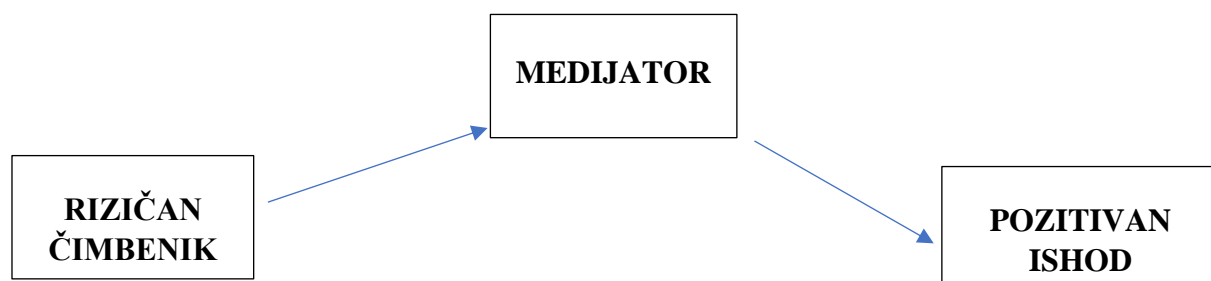 MEDIJATOR
RIZIČAN
ČIMBENIK
POZITIVAN
ISHOD